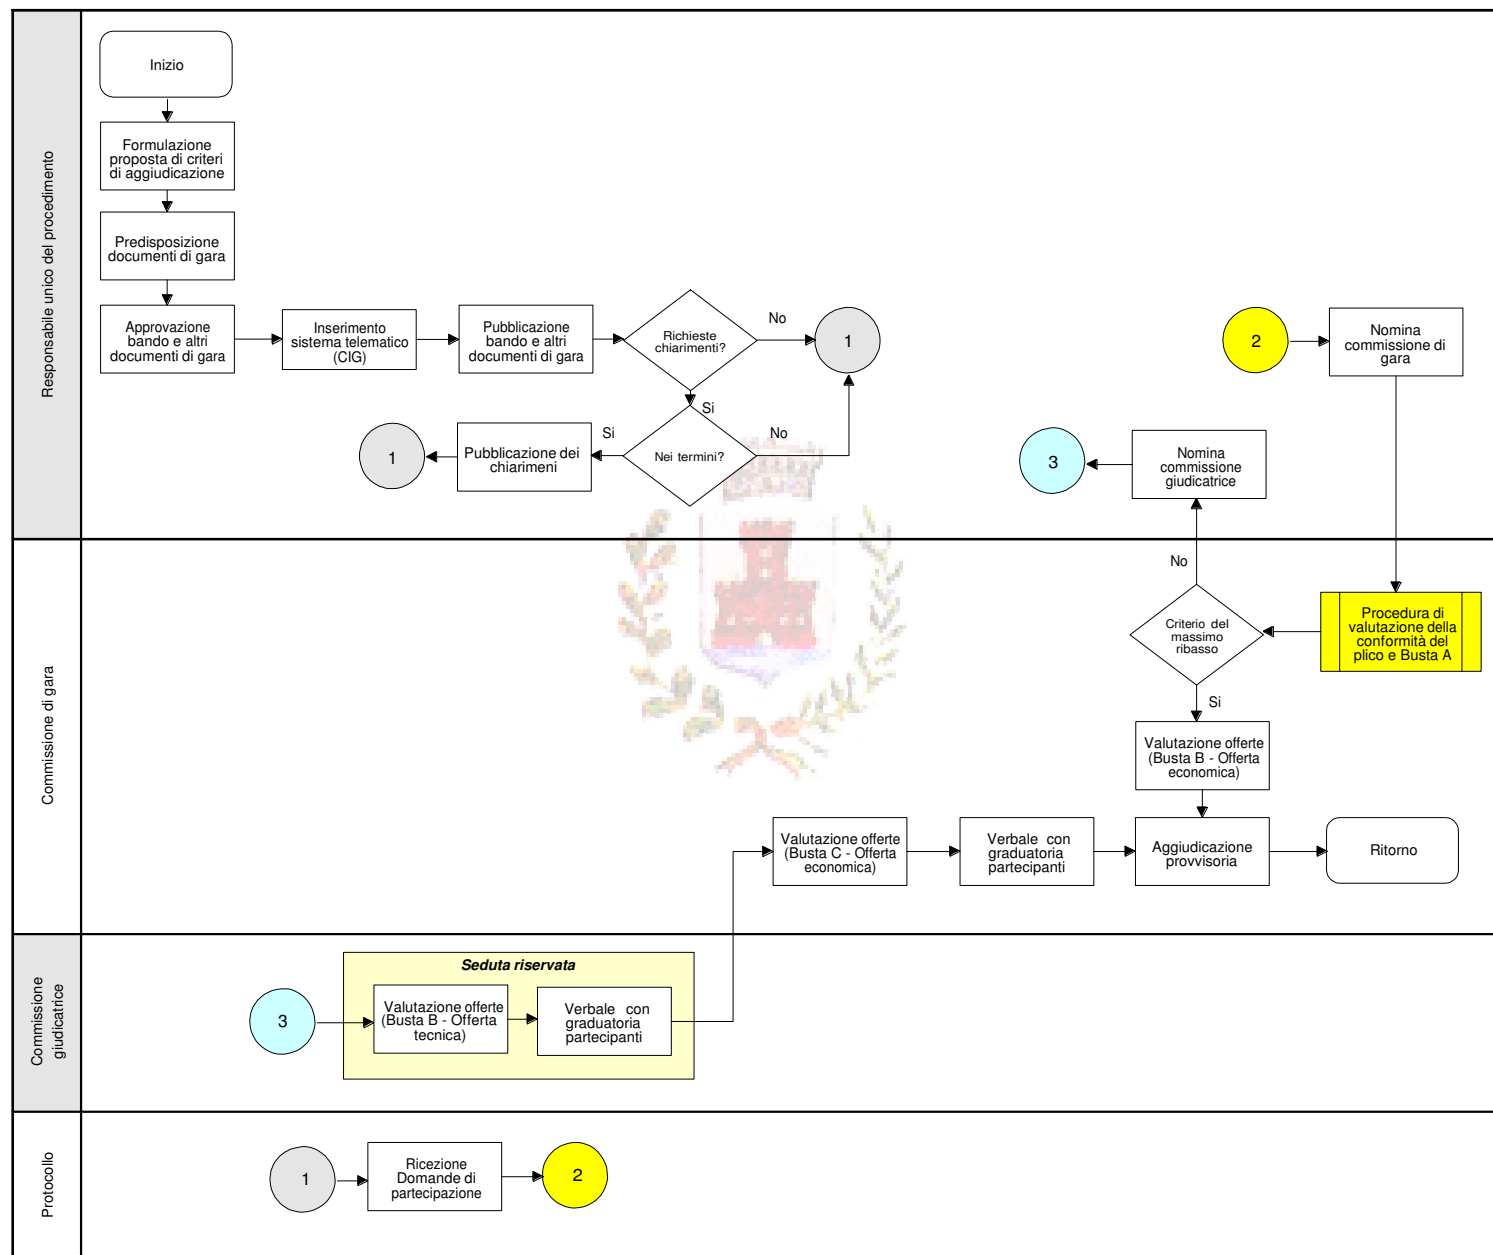 Responsabile unico del procedimento
Inizio
Formulazione
proposta di criteri
di aggiudicazione
Predisposizione
documenti di gara
Approvazione
bando e altri
documenti di gara
Inserimento
sistema telematico
(CIG)
Pubblicazione
bando e altri
documenti di gara
Richieste
chiarimenti?
No
1
Si
Nei termini?
No
Si
Pubblicazione dei
chiarimeni
1
2
Nomina
commissione di
gara
Nomina
commissione
giudicatrice
3
Commissione di gara
No
Criterio del
massimo
ribasso
Procedura di
valutazione della
conformità del
plico e Busta A
Si
Valutazione offerte
(Busta B - Offerta
economica)
Valutazione offerte
(Busta C - Offerta
economica)
Verbale con
graduatoria
partecipanti
Aggiudicazione
provvisoria
Ritorno
Commissione
giudicatrice
Seduta riservata
3
Valutazione offerte
(Busta B - Offerta
tecnica)
Verbale con
graduatoria
partecipanti
Protocollo
1
Ricezione
Domande di
partecipazione
2